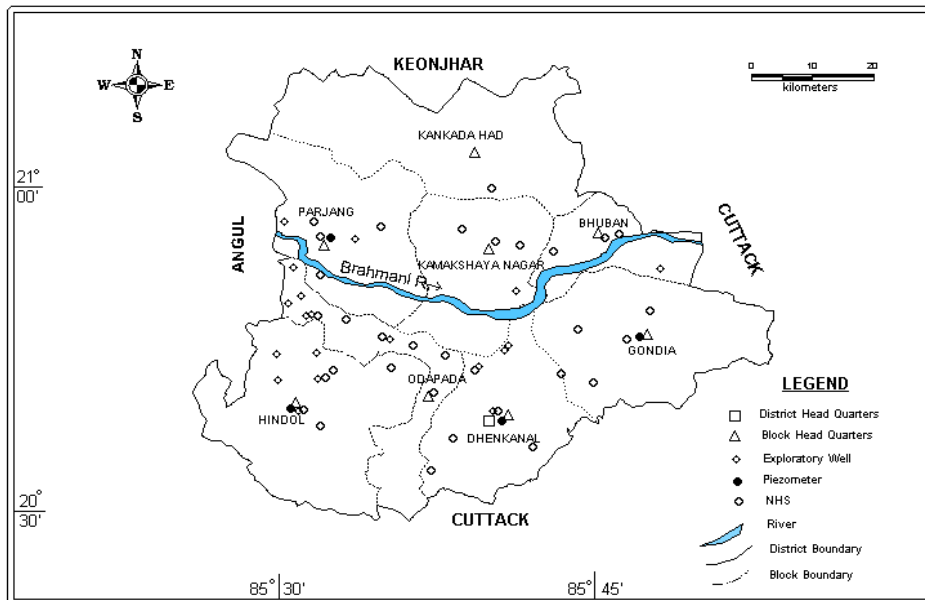 N
W E
S
KEONJHAR
0 10 20
kilometers
KANKADA HAD
21°
00'
PARJANG
BHUBAN
CUTTACK
ANGUL
KAMAKSHAYA NAGAR
Brahmani R.
GONDIA
ODAPADA
HINDOL
DHENKANAL
CUTTACK
LEGEND
District Head Quarters
Block Head Quarters
Exploratory Well
Piezometer
NHS
River
District Boundary
Block Boundary
20°
30'
85° 30'
85° 45'